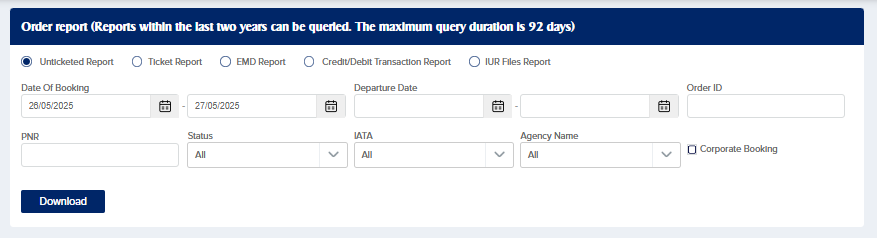 Order report (Reports within the last two years can be queried. The maximum query duration is 92 days)
Unticketed Report Ticket Report EMD Report Credit/Debit Transaction Report IUR Files Report
Date Of Booking Departure Date Order ID
26/05/2025 - 27/05/2025 -
PNR Status IATA Agency Name
All All All Corporate Booking
Download